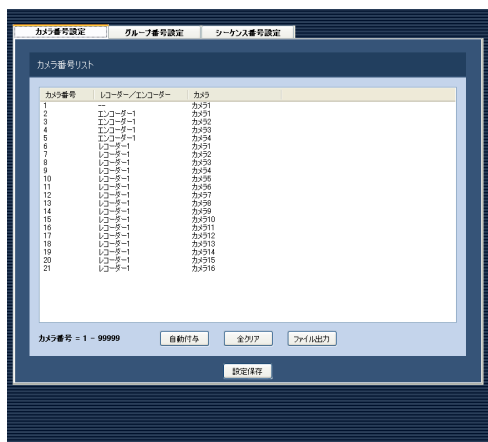 カメラ番号設定 グループ番号設定 シーケンス番号設定
カメラ番号リスト
カメラ番号 レコーダー／エンコーダー カメラ
1 -- カメラ1
2 エンコーダー1 カメラ1
3 エンコーダー1 カメラ2
4 エンコーダー1 カメラ3
5 エンコーダー1 カメラ4
6 レコーダー1 カメラ1
7 レコーダー1 カメラ2
8 レコーダー1 カメラ3
9 レコーダー1 カメラ4
10 レコーダー1 カメラ5
11 レコーダー1 カメラ6
12 レコーダー1 カメラ7
13 レコーダー1 カメラ8
14 レコーダー1 カメラ9
15 レコーダー1 カメラ10
16 レコーダー1 カメラ11
17 レコーダー1 カメラ12
18 レコーダー1 カメラ13
19 レコーダー1 カメラ14
20 レコーダー1 カメラ15
21 レコーダー1 カメラ16
カメラ番号 = 1 - 99999 自動付与 全クリア ファイル出力
設定保存